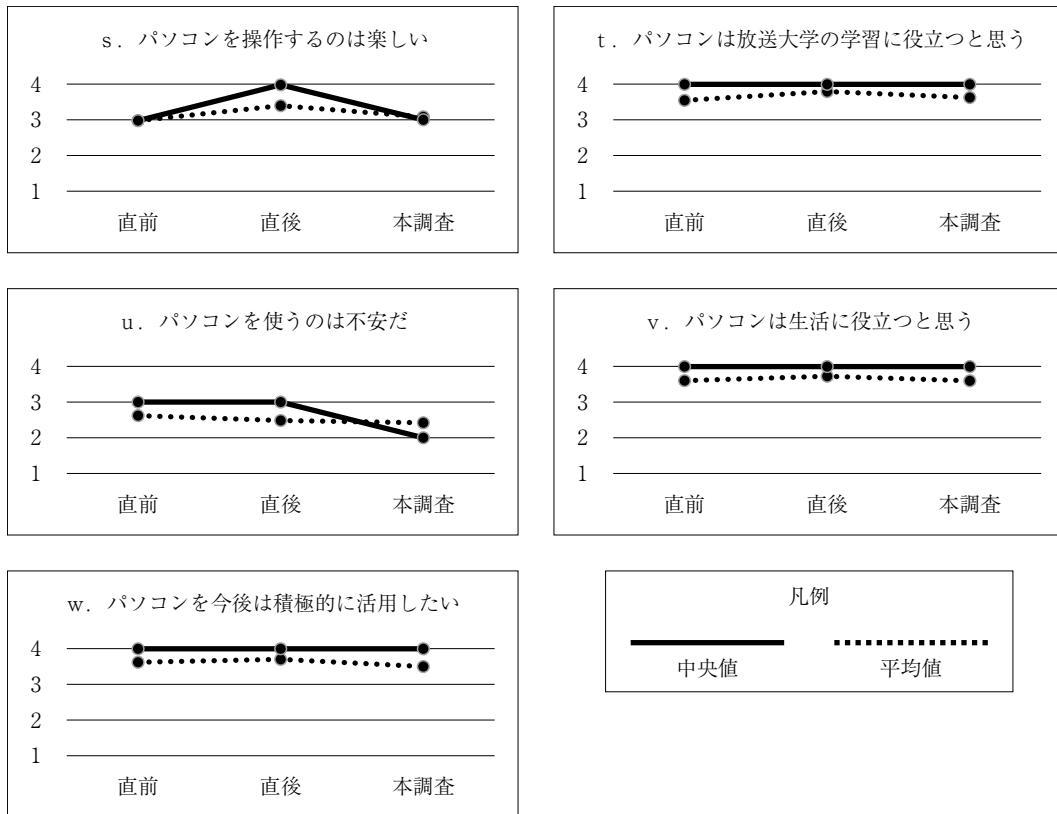 s．パソコンを操作するのは楽しい
4
3
2
1
直前 直後 本調査
t．パソコンは放送大学の学習に役立つと思う
4
3
2
1
直前 直後 本調査
u．パソコンを使うのは不安だ
4
3
2
1
直前 直後 本調査
v．パソコンは生活に役立つと思う
4
3
2
1
直前 直後 本調査
w．パソコンを今後は積極的に活用したい
4
3
2
1
直前 直後 本調査
凡例
中央値 平均値